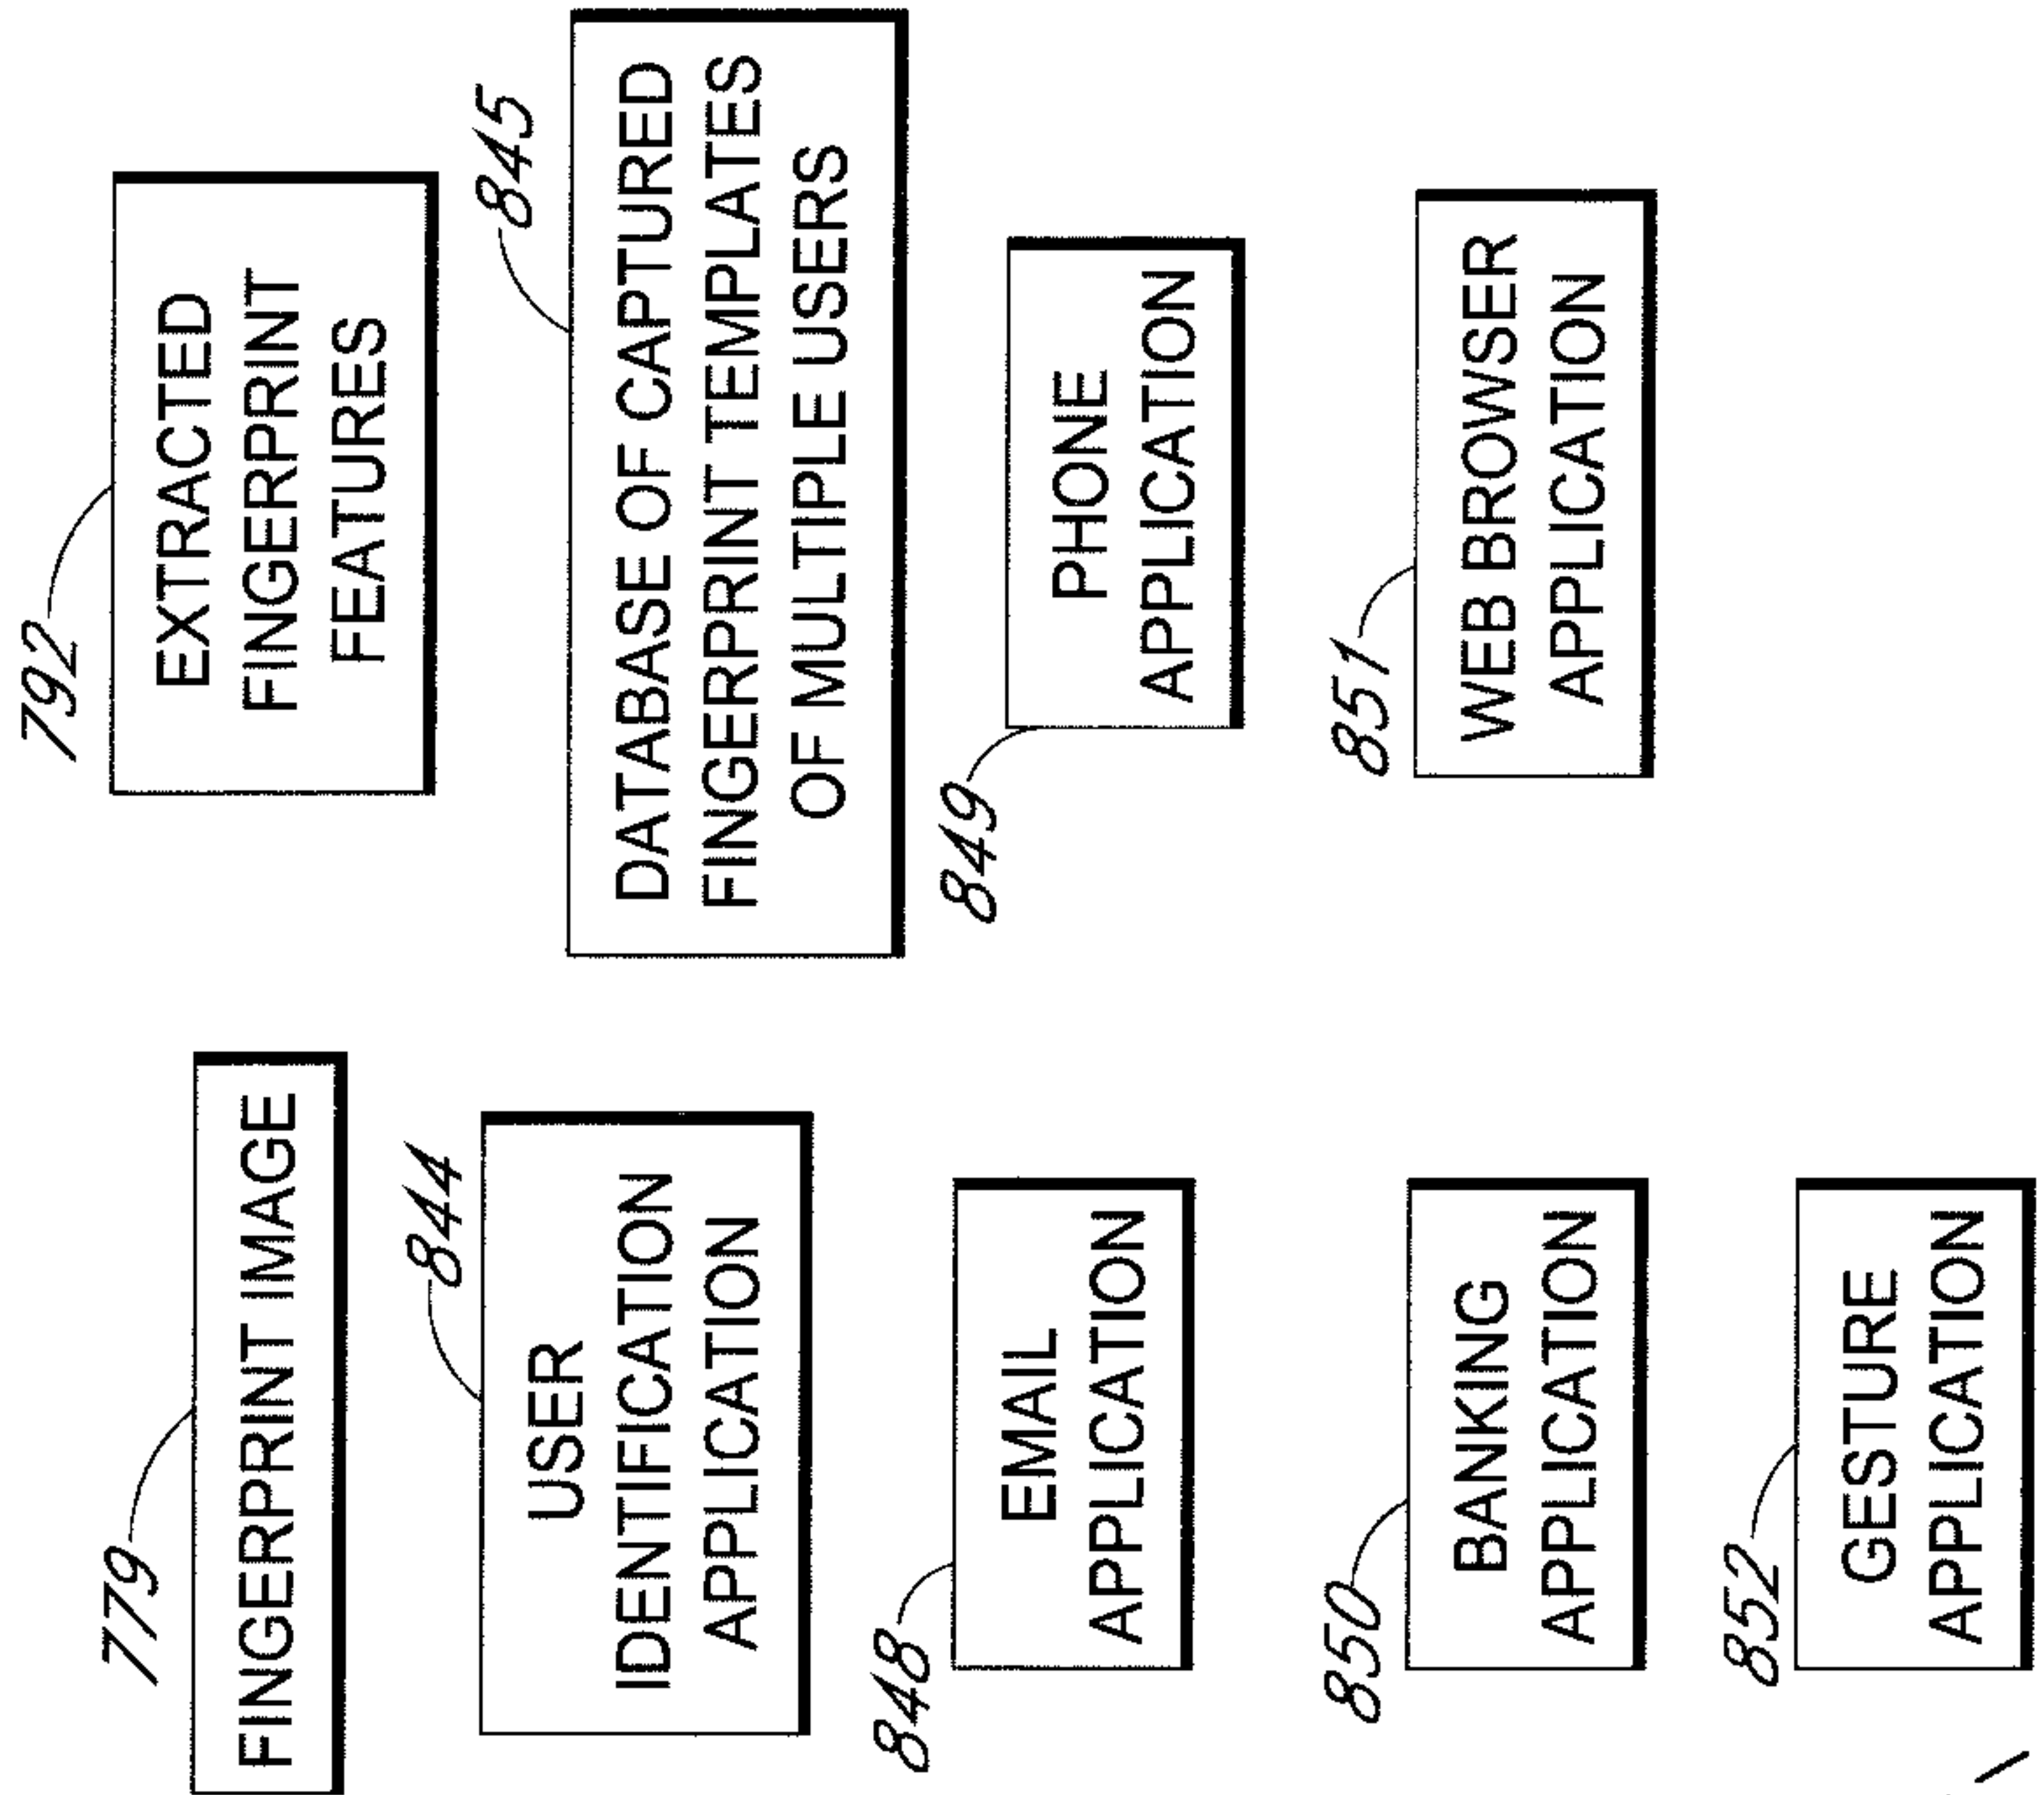 779
FINGERPRINT IMAGE
792
EXTRACTED
FINGERPRINT
FEATURES
844
USER
IDENTIFICATION
APPLICATION
845
DATABASE OF CAPTURED
FINGERPRINT TEMPLATES
OF MULTIPLE USERS
848
EMAIL
APPLICATION
849
PHONE
APPLICATION
850
BANKING
APPLICATION
851
WEB BROWSER
APPLICATION
852
GESTURE
APPLICATION